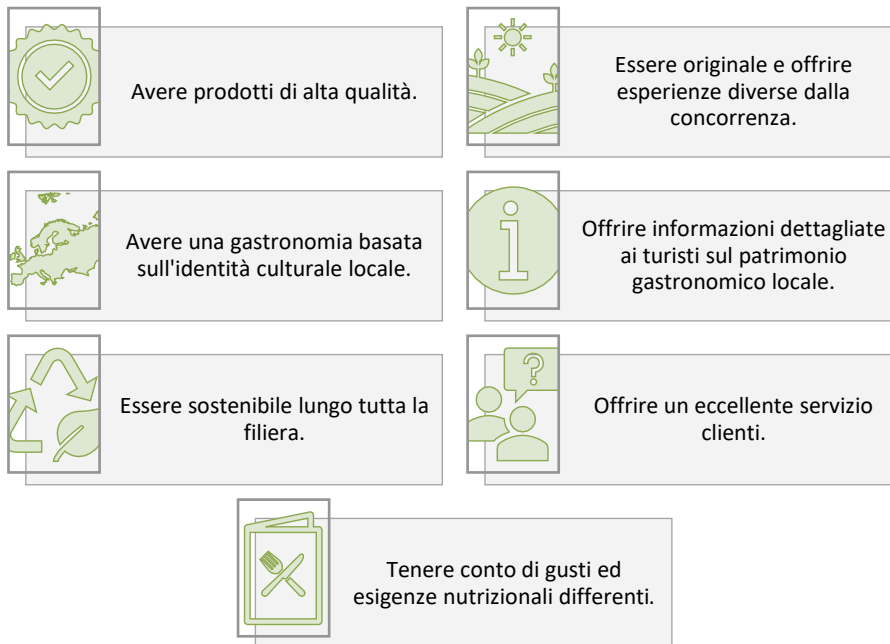 Avere prodotti di alta qualità.
Essere originale e offrire
esperienze diverse dalla
concorrenza.
Avere una gastronomia basata
sull'identità culturale locale.
Offrire informazioni dettagliate
ai turisti sul patrimonio
gastronomico locale.
Essere sostenibile lungo tutta la
filiera.
Offrire un eccellente servizio
clienti.
Tenere conto di gusti ed
esigenze nutrizionali differenti.